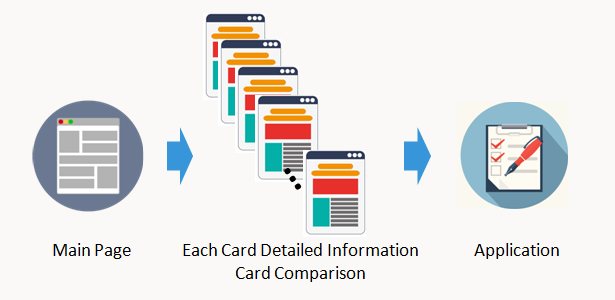 Main Page
Each Card Detailed Information
Card Comparison
Application